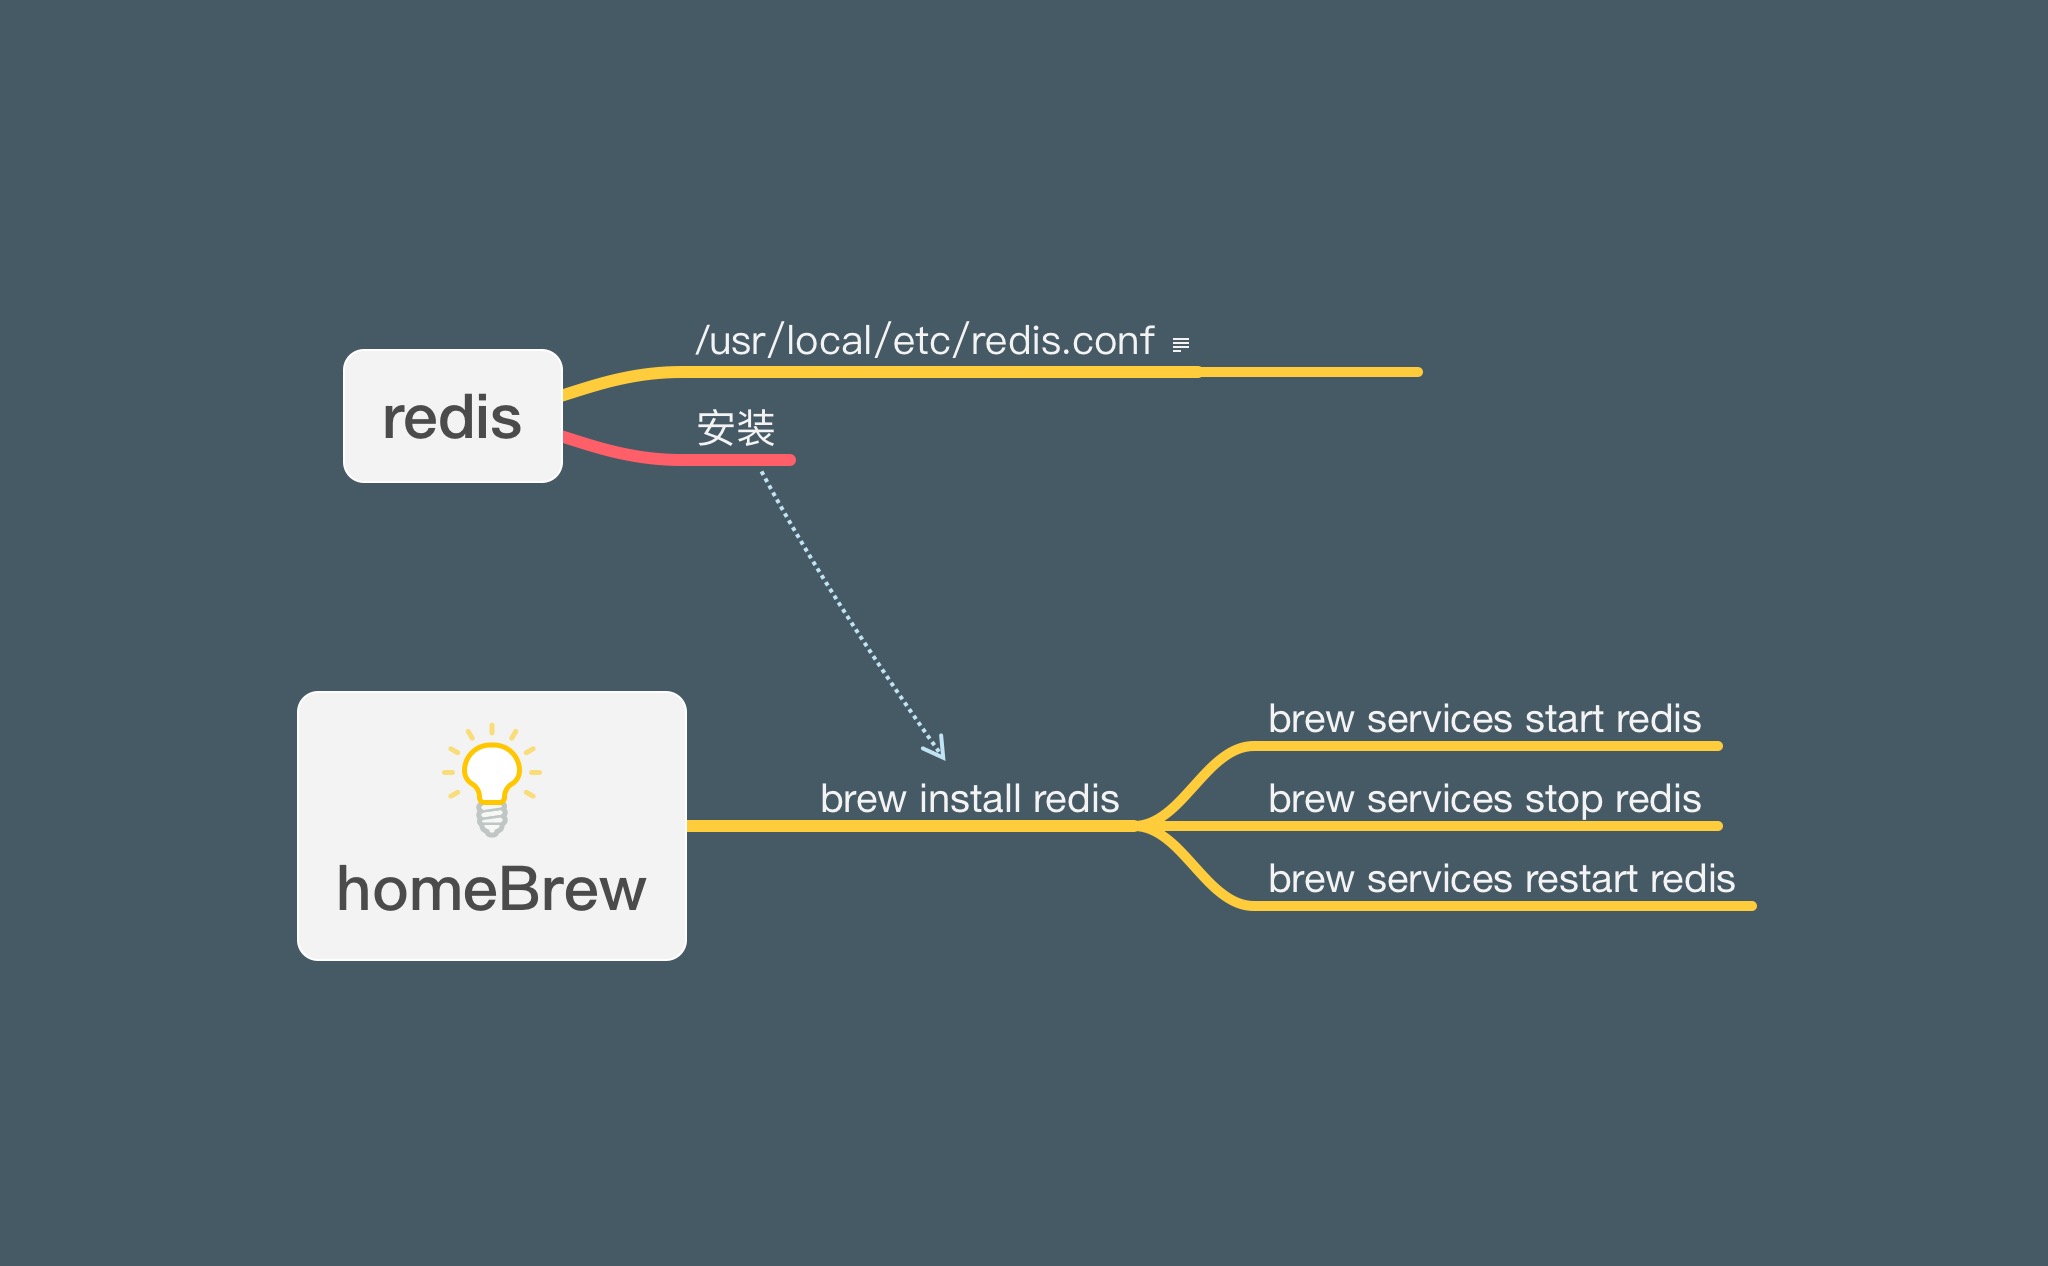 /usr/local/etc/redis.conf
redis
安装
brew services start redis
brew install redis
brew services stop redis
brew services restart redis
homeBrew